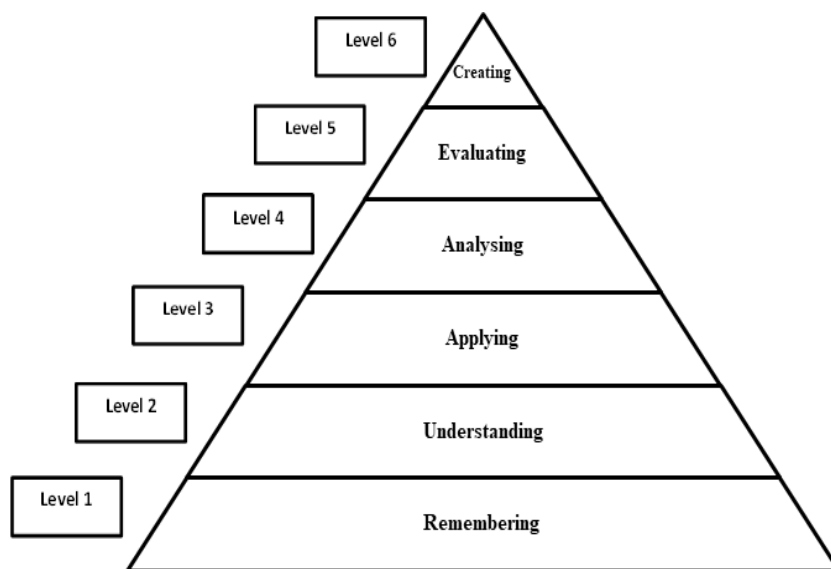 Level 6
Creating
Level 5
Evaluating
Level 4
Analysing
Level 3
Applying
Level 2
Understanding
Level 1
Remembering